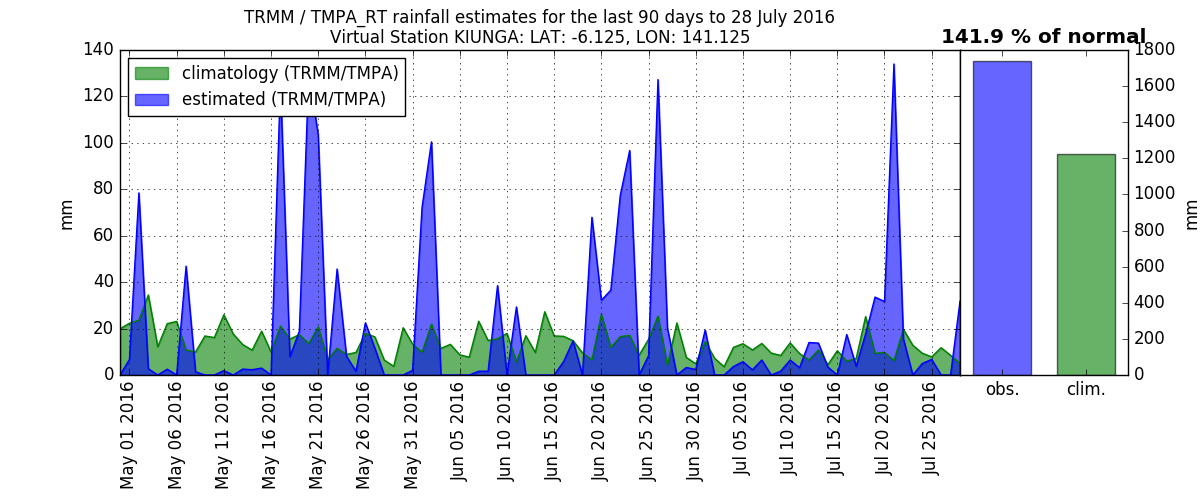 TRMM / TMPA_RT rainfall estimates for the last 90 days to 28 July 2016
Virtual Station KIUNGA: LAT: -6.125, LON: 141.125
141.9 % of normal
climatology (TRMM/TMPA)
estimated (TRMM/TMPA)
mm
140
120
100
80
60
40
20
0
May 01 2016
May 06 2016
May 11 2016
May 16 2016
May 21 2016
May 26 2016
May 31 2016
Jun 05 2016
Jun 10 2016
Jun 15 2016
Jun 20 2016
Jun 25 2016
Jun 30 2016
Jul 05 2016
Jul 10 2016
Jul 15 2016
Jul 20 2016
Jul 25 2016
obs.
clim.
1800
1600
1400
1200
1000
800
600
400
200
0
mm